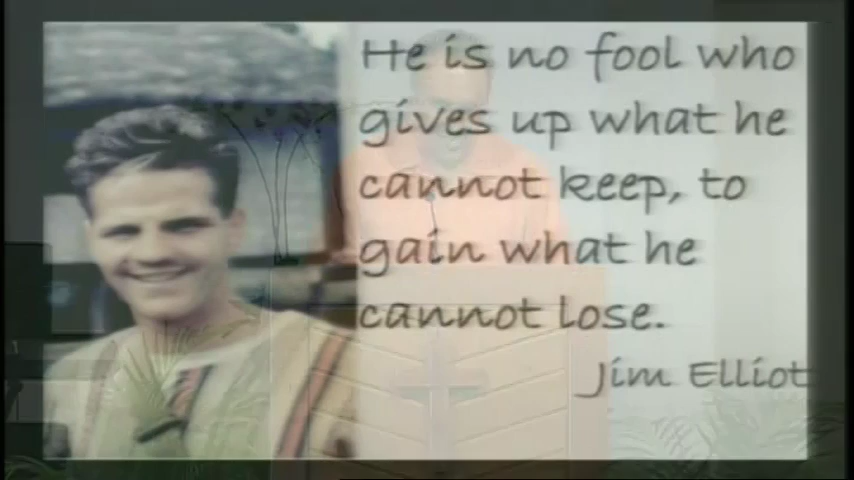 He is no fool who
gives up what he
cannot keep, to
gain what he
cannot lose.
Jim Elliot